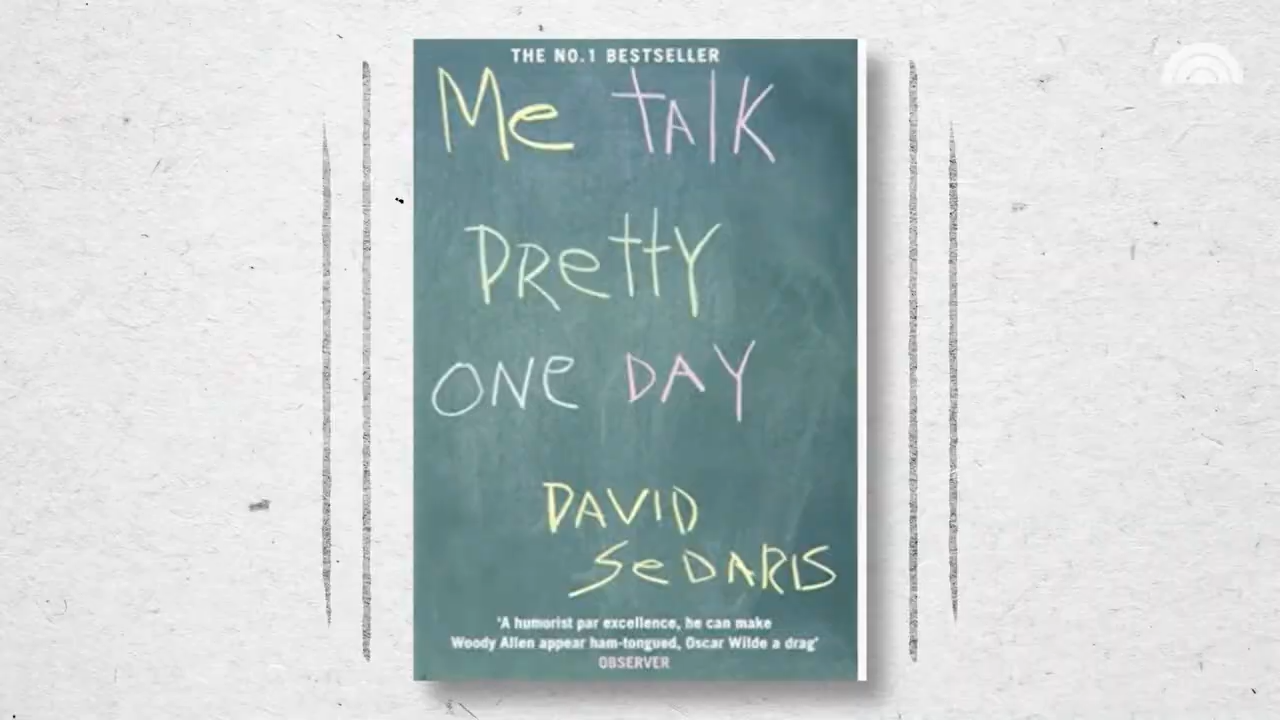 THE NO.1 BESTSELLER
Me tALK
PRettY
ONe DAY
DAVID
SeDARIS
'A humorist par excellence, he can make
Woody Allen appear ham-tongued, Oscar Wilde a drag'
OBSERVER